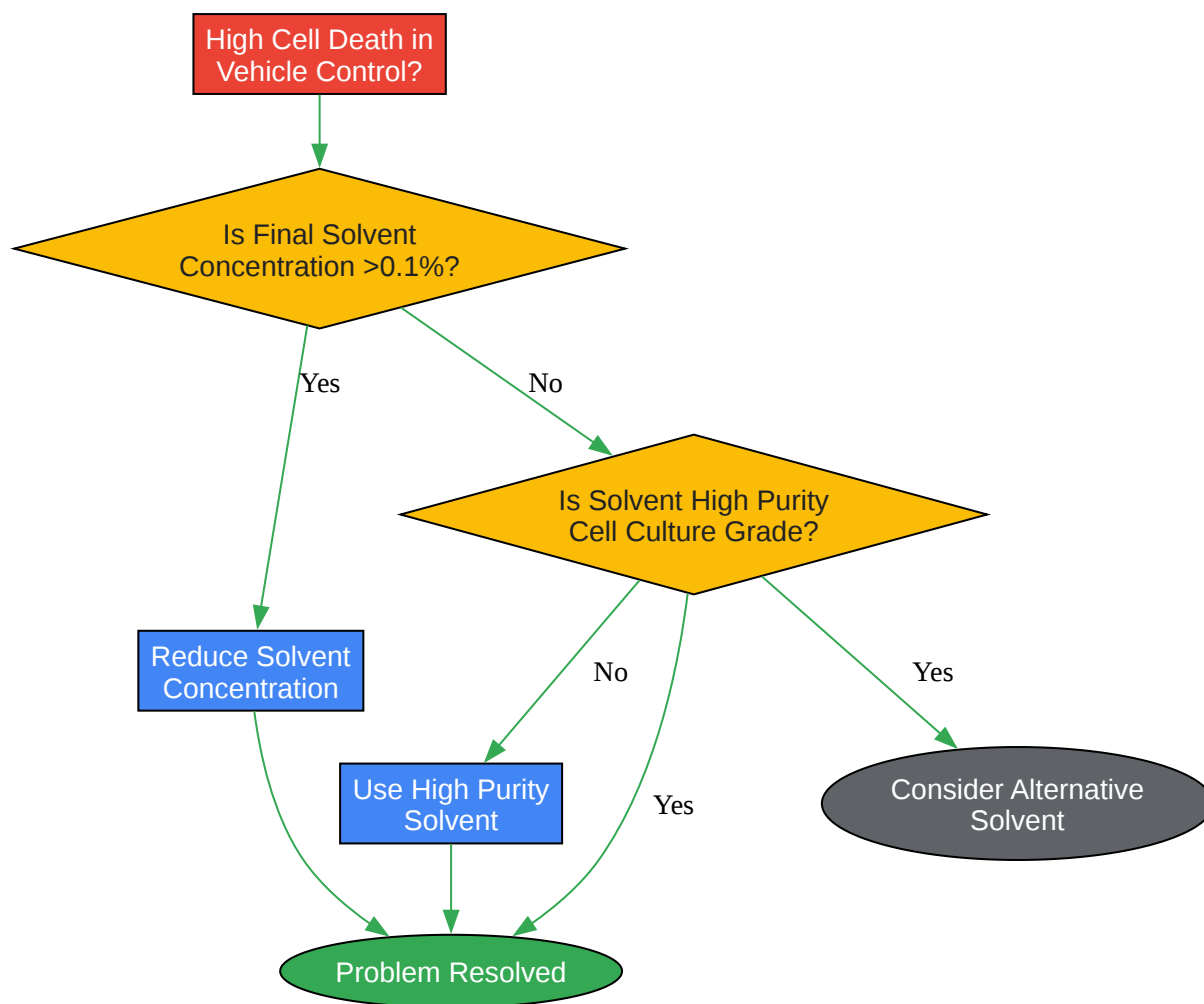 High Cell Death in
Vehicle Control?
Is Final Solvent
Concentration >0.1%?
Yes
No
Is Solvent High Purity
Cell Culture Grade?
Reduce Solvent
Concentration
No
Yes
Use High Purity
Solvent
Yes
Consider Alternative
Solvent
Problem Resolved